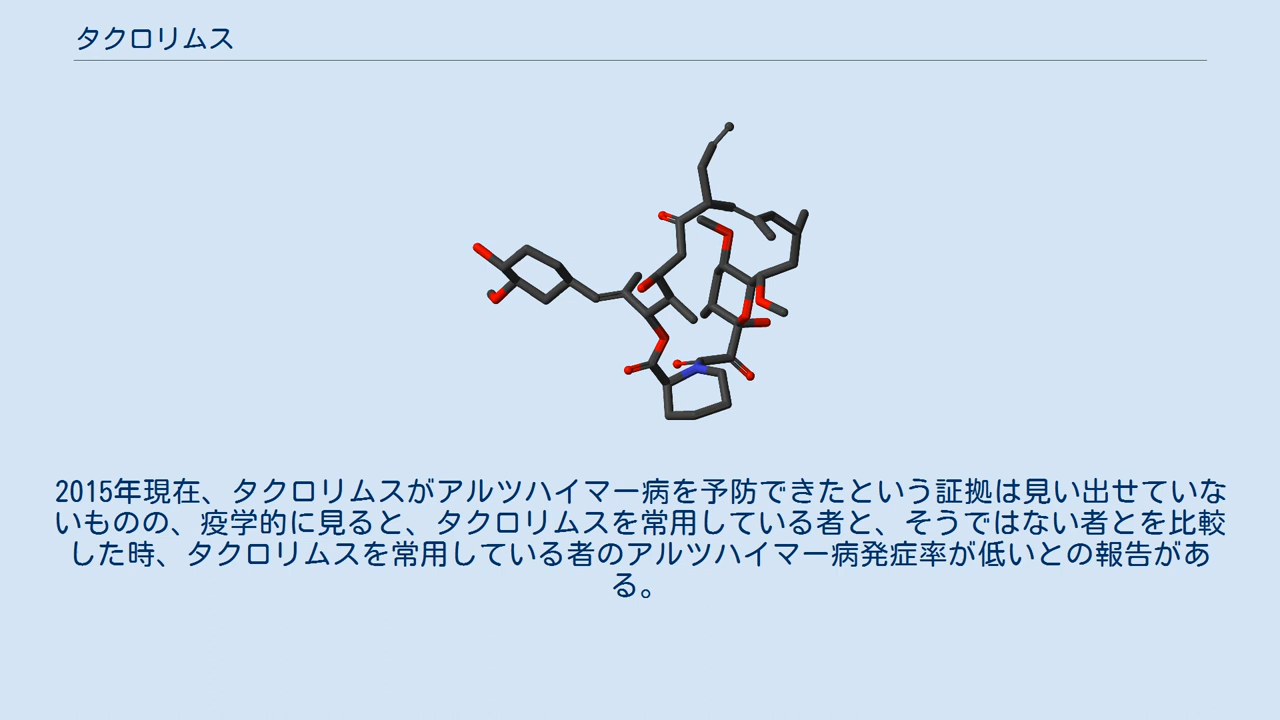 タクロリムス
2015年現在、タクロリムスがアルツハイマー病を予防できたという証拠は見い出せていな
いものの、疫学的に見ると、タクロリムスを常用している者と、そうではない者とを比較
した時、タクロリムスを常用している者のアルツハイマー病発症率が低いとの報告があ
る。